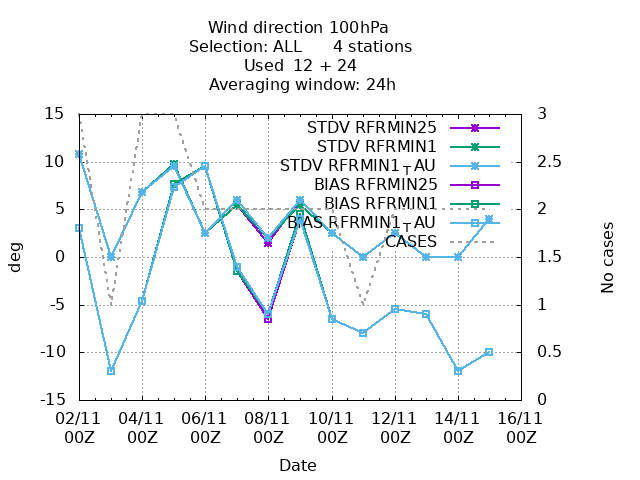 Wind direction 100hPa
Selection: ALL 4 stations
Used 12 + 24
Averaging window: 24h
STDV RFRMIN25
STDV RFRMIN1
STDV RFRMIN1_TAU
BIAS RFRMIN25
BIAS RFRMIN1
BIAS RFRMIN1_TAU
CASES
15
10
5
0
-5
-10
-15
deg
3
2.5
2
1.5
1
0.5
0
No cases
02/11 04/11 06/11 08/11 10/11 12/11 14/11 16/11
00Z 00Z 00Z 00Z 00Z 00Z 00Z 00Z
Date